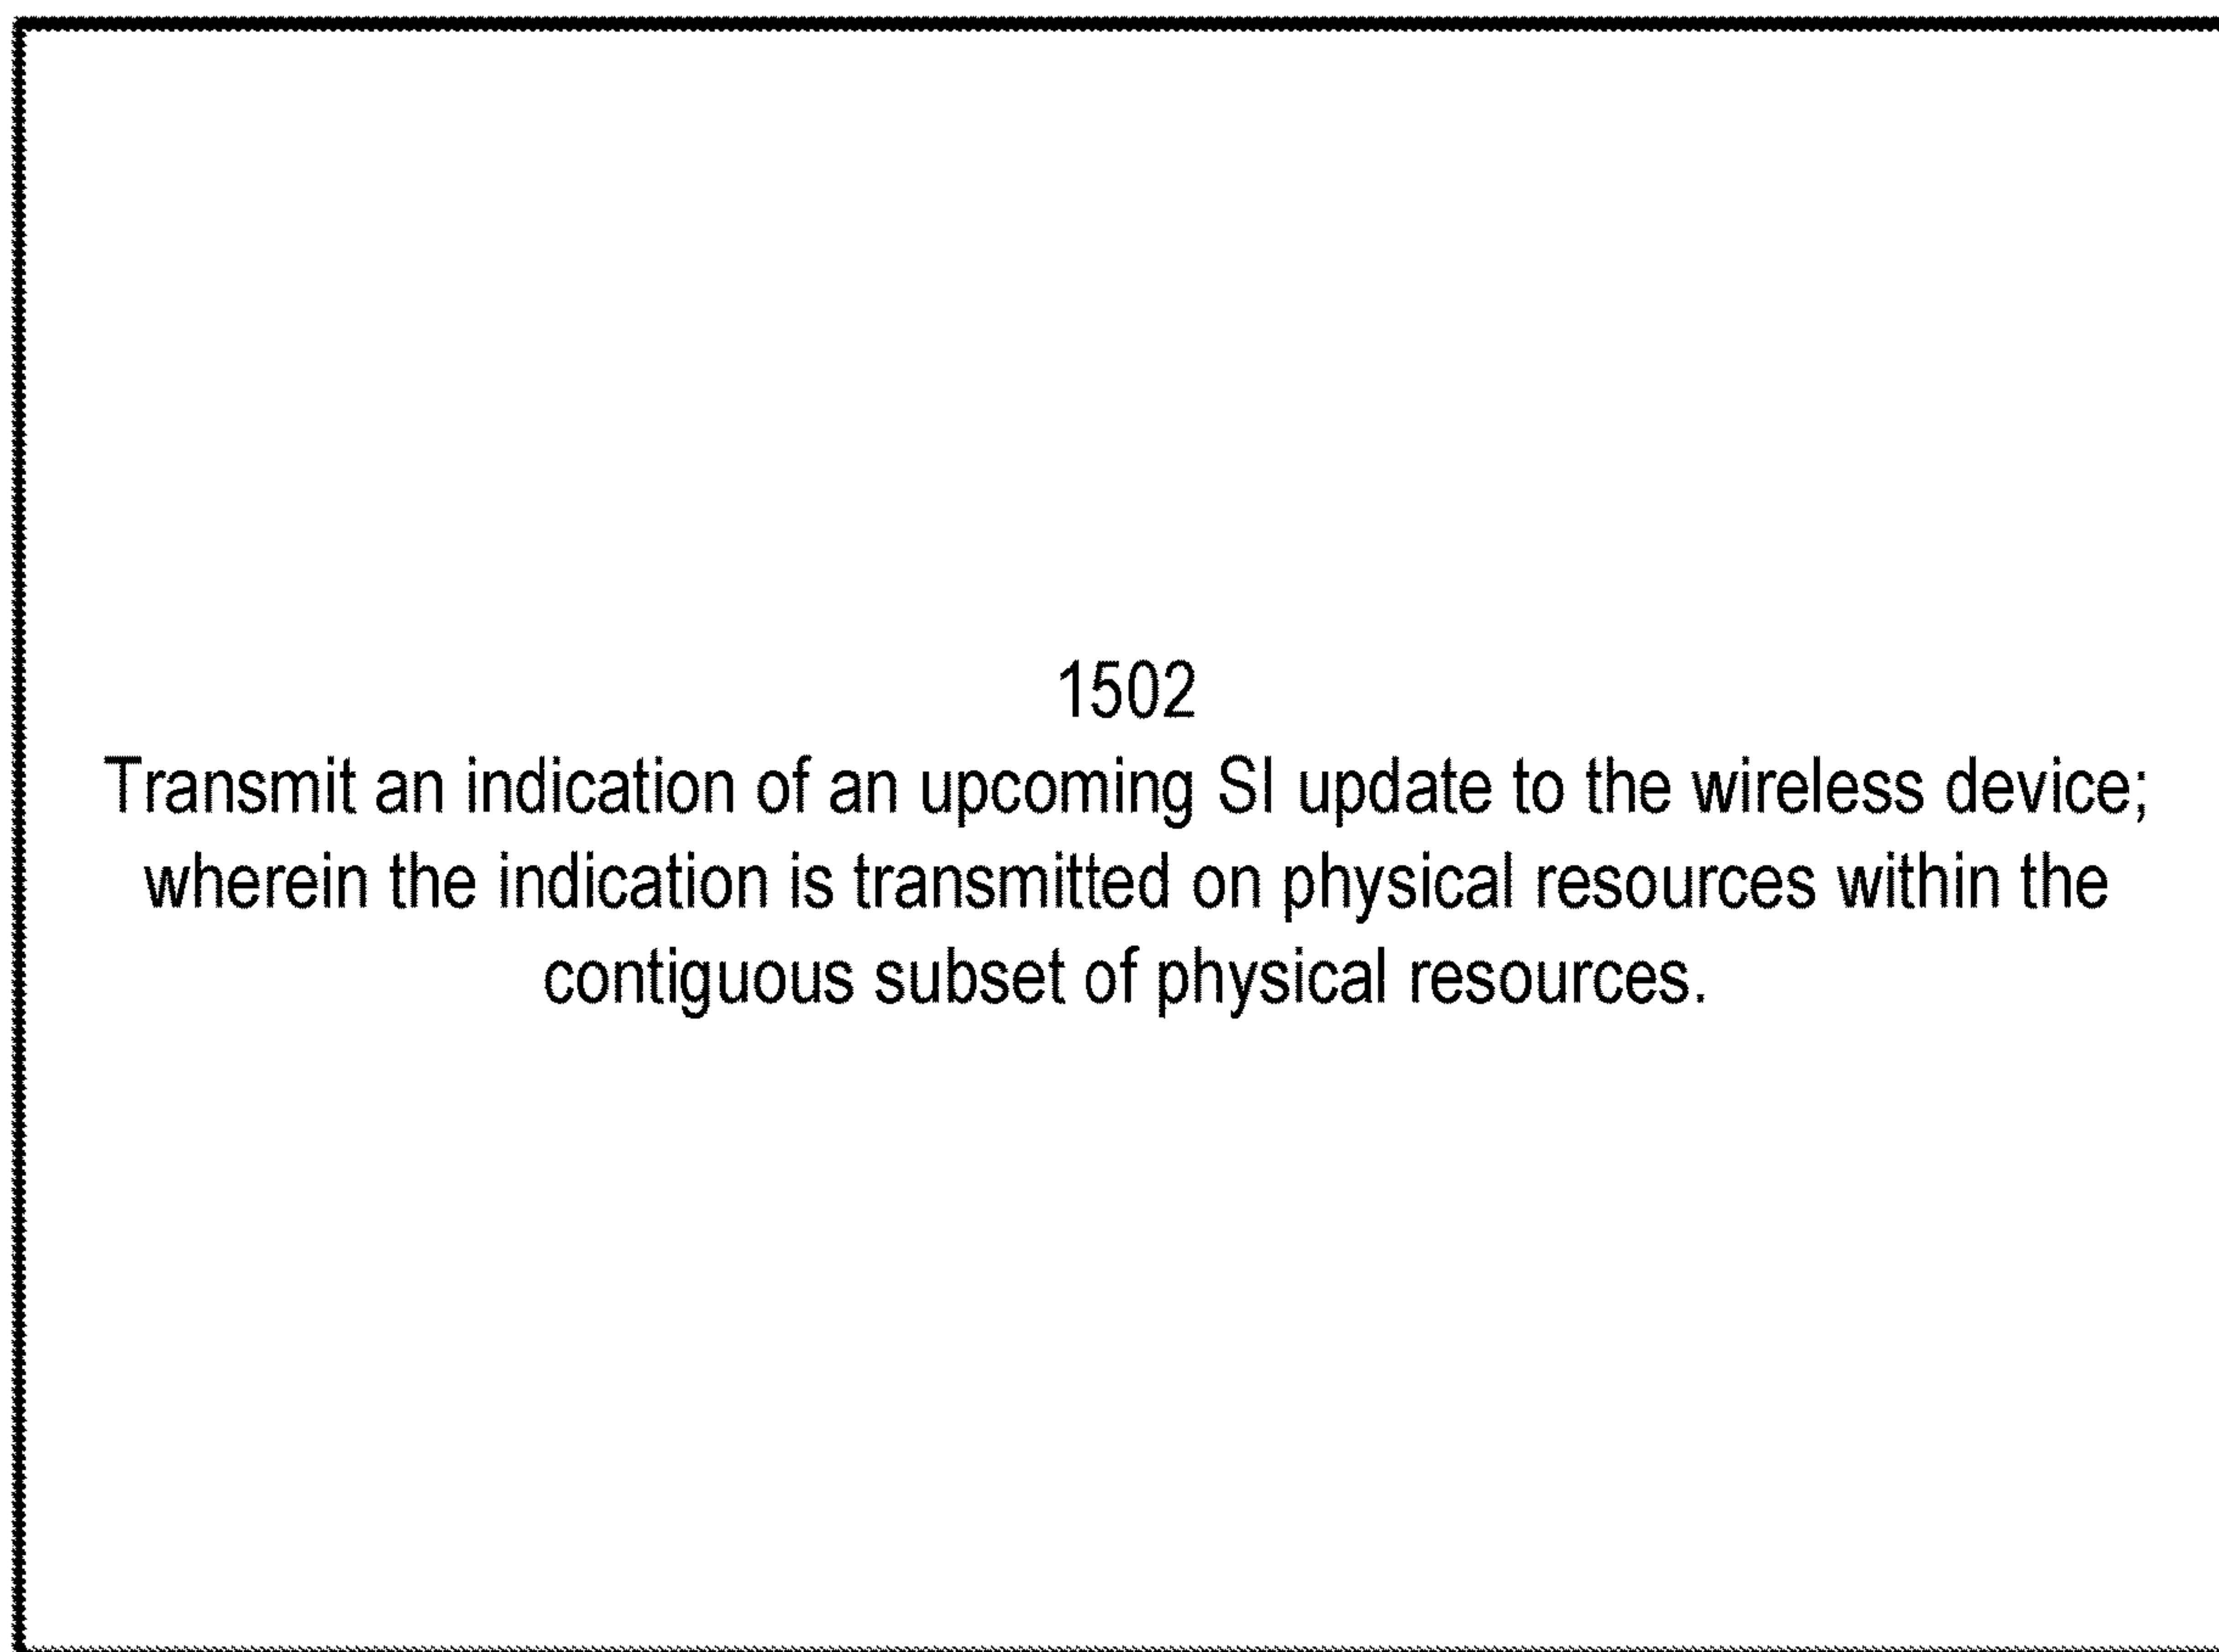 1502
Transmit an indication of an upcoming SI update to the wireless device;
wherein the indication is transmitted on physical resources within the
contiguous subset of physical resources.